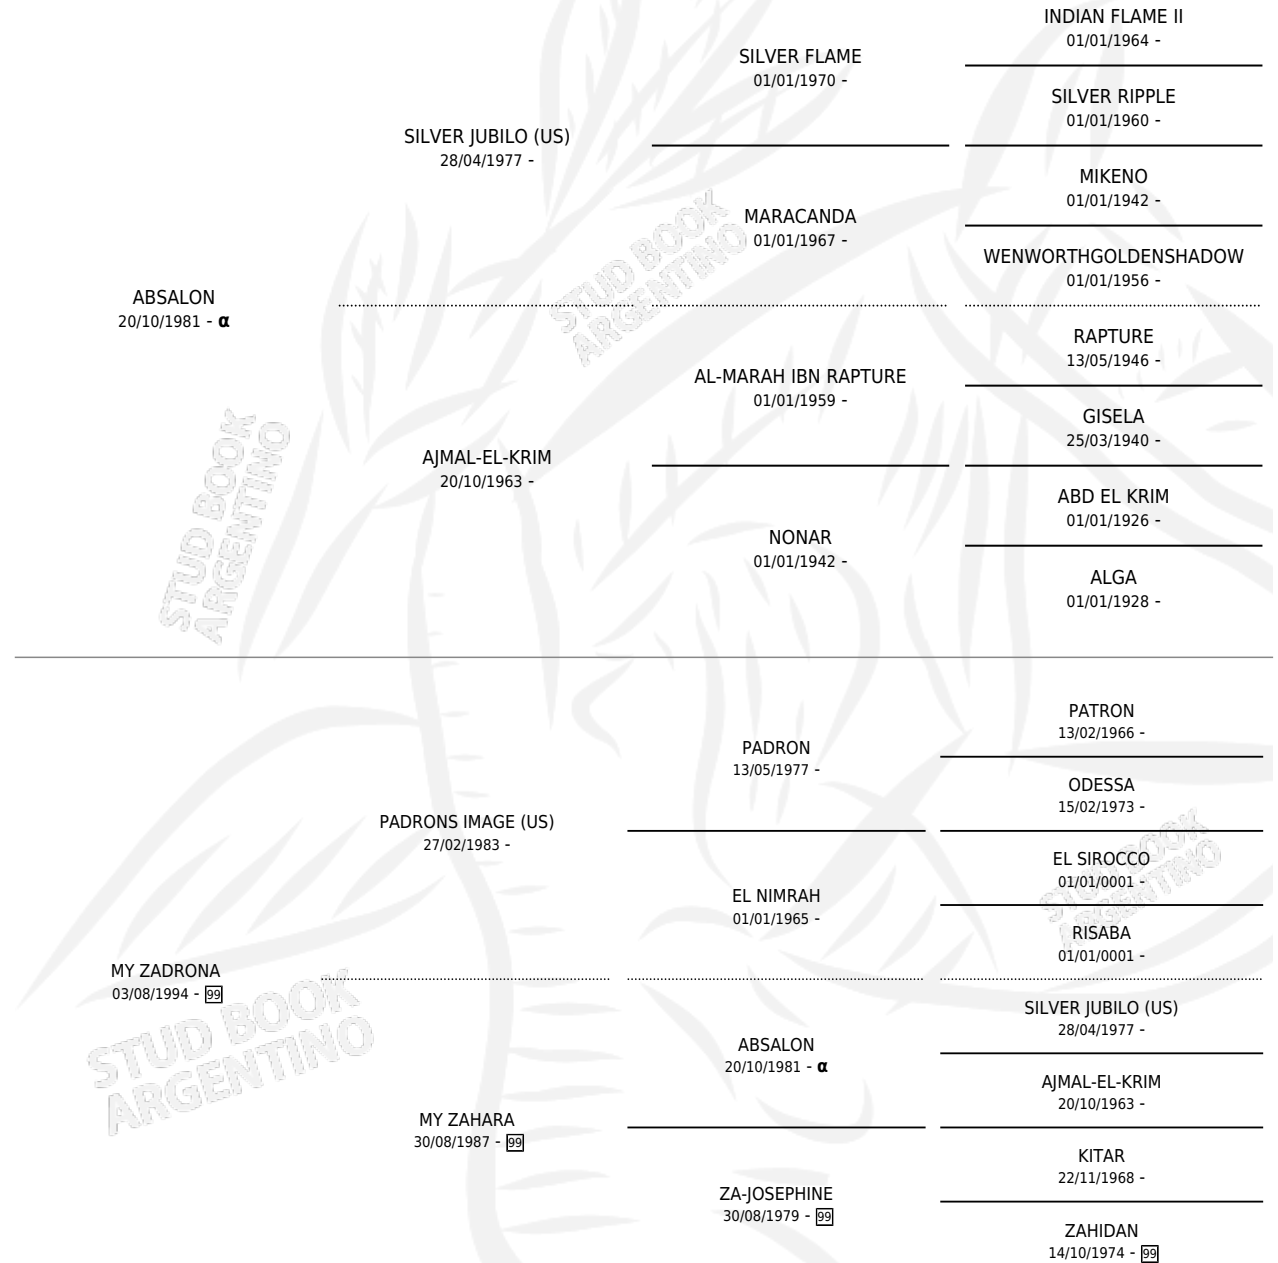 INDIAN FLAME II
01/01/1964 -
SILVER FLAME
01/01/1970 -
SILVER RIPPLE
01/01/1960 -
SILVER JUBILO (US)
28/04/1977 -
MIKENO
01/01/1942 -
MARACANDA
01/01/1967 -
WENWORTHGOLDENSHADOW
01/01/1956 -
ABSALON
20/10/1981 - α
RAPTURE
13/05/1946 -
AL-MARAH IBN RAPTURE
01/01/1959 -
GISELA
25/03/1940 -
AJMAL-EL-KRIM
20/10/1963 -
ABD EL KRIM
01/01/1926 -
NONAR
01/01/1942 -
ALGA
01/01/1928 -
STUD BOOK
ARGENTINO
STUD BOOK
ARGENTINO
PATRON
13/02/1966 -
PADRON
13/05/1977 -
ODESSA
15/02/1973 -
PADRONS IMAGE (US)
27/02/1983 -
EL SIROCCO
01/01/0001 -
EL NIMRAH
01/01/1965 -
RISABA
01/01/0001 -
MY ZADRONA
03/08/1994 - 99
SILVER JUBILO (US)
28/04/1977 -
ABSALON
20/10/1981 - α
AJMAL-EL-KRIM
20/10/1963 -
MY ZAHARA
30/08/1987 - 99
KITAR
22/11/1968 -
ZA-JOSEPHINE
30/08/1979 - 99
ZAHIDAN
14/10/1974 - 99
STUD BOOK
ARGENTINO
STUD BOOK
ARGENTINO